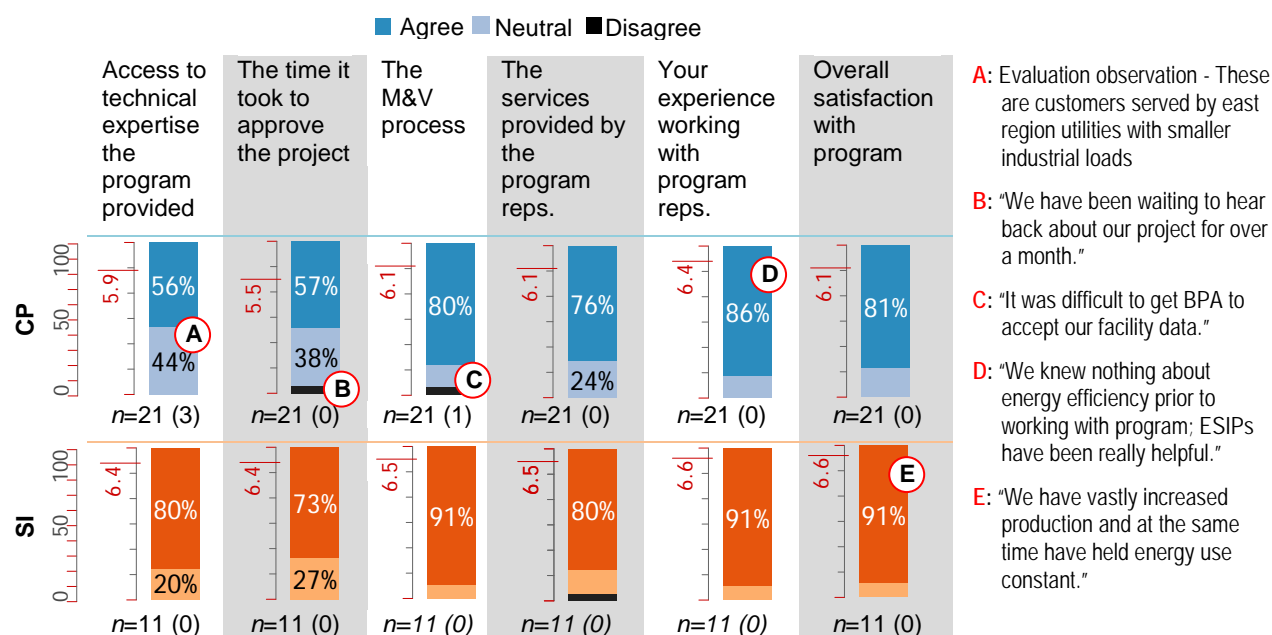 Agree Neutral Disagree
Access to
technical
expertise
the
program
provided
The time it
took to
approve
the project
The
M&V
process
The
services
provided by
the
program
reps.
Your
experience
working
with
program
reps.
Overall
satisfaction
with
program
CP
100
50
0
5.9
56%
44%
A
n=21 (3)
5.5
57%
38%
B
n=21 (0)
6.1
80%
C
n=21 (1)
6.1
76%
24%
n=21 (0)
6.4
86%
D
n=21 (0)
6.1
81%
n=21 (0)
SI
100
50
0
6.4
80%
20%
n=11 (0)
6.4
73%
27%
n=11 (0)
6.5
91%
n=11 (0)
6.5
80%
n=11 (0)
6.6
91%
n=11 (0)
6.6
91%
E
n=11 (0)
A: Evaluation observation - These
are customers served by east
region utilities with smaller
industrial loads
B: "We have been waiting to hear
back about our project for over
a month."
C: "It was difficult to get BPA to
accept our facility data."
D: "We knew nothing about
energy efficiency prior to
working with program; ESIPs
have been really helpful."
E: "We have vastly increased
production and at the same
time have held energy use
constant."